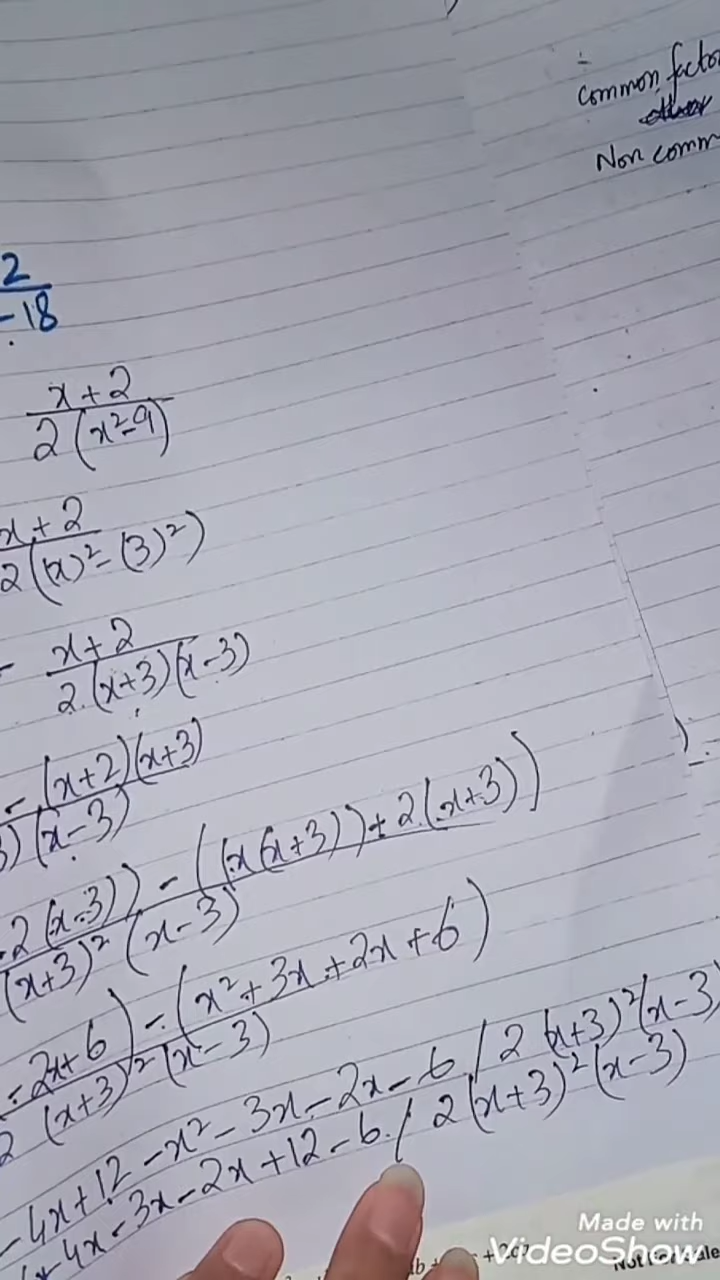 ÷
common facto
Non comm
2
-18
x+2
2(x²-9)
x+2
2((x)²-(3)²)
- x+2
2.(x+3)(x-3)
-(x+2)(x+3)
3)(x-3)
-2(x-3))-((x(x+3))+2(x+3))
(x+3)²(x-3)
-2x+6)-(x²+3x+2x+6)
2 (x+3)²(x-3)
-4x+12-x²-3x-2x-6/2(x+3)²(x-3)
-4x-3x-2x+12-6/2(x+3)²(x-3)
Made with
VideoShow